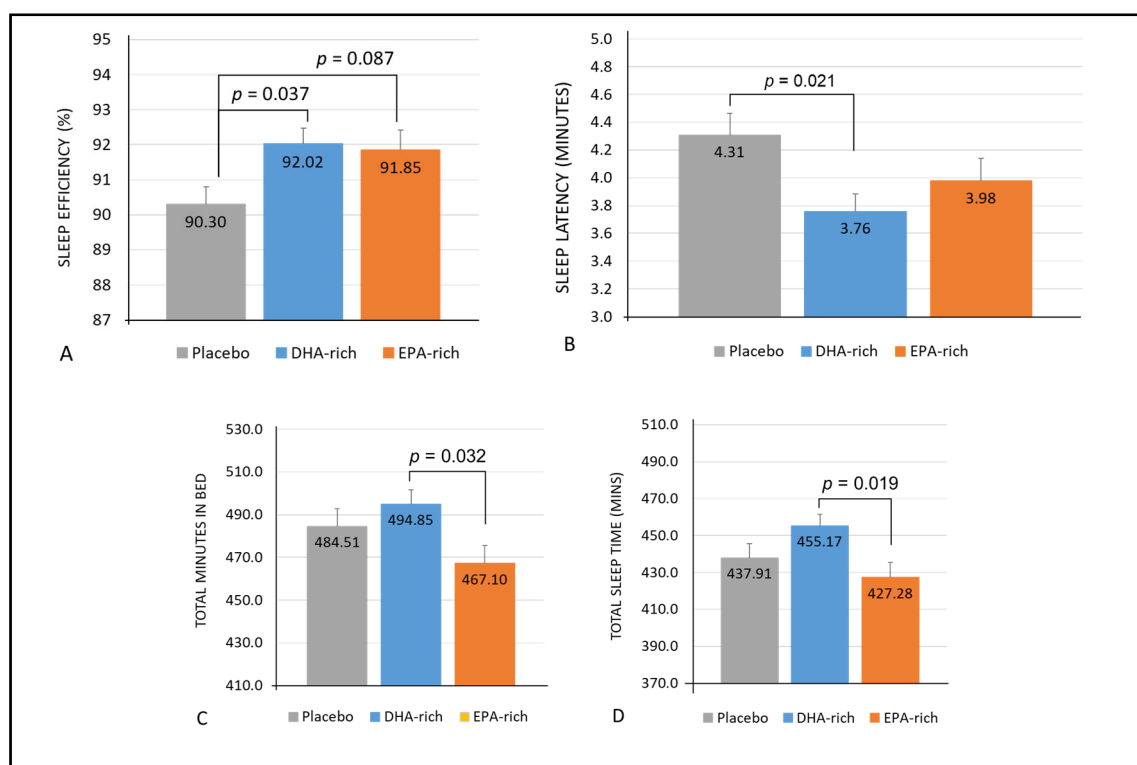 95
94
93
92
91
90
89
88
87
SLEEP EFFICIENCY (%)
p = 0.087
p = 0.037
90.30
92.02
91.85
A
Placebo DHA-rich EPA-rich
5.0
4.8
4.6
4.4
4.2
4.0
3.8
3.6
3.4
3.2
3.0
SLEEP LATENCY (MINUTES)
p = 0.021
4.31
3.76
3.98
B
Placebo DHA-rich EPA-rich
530.0
510.0
490.0
470.0
450.0
430.0
410.0
TOTAL MINUTES IN BED
p = 0.032
484.51
494.85
467.10
C
Placebo DHA-rich EPA-rich
510.0
490.0
470.0
450.0
430.0
410.0
390.0
370.0
TOTAL SLEEP TIME (MINS)
p = 0.019
437.91
455.17
427.28
D
Placebo DHA-rich EPA-rich